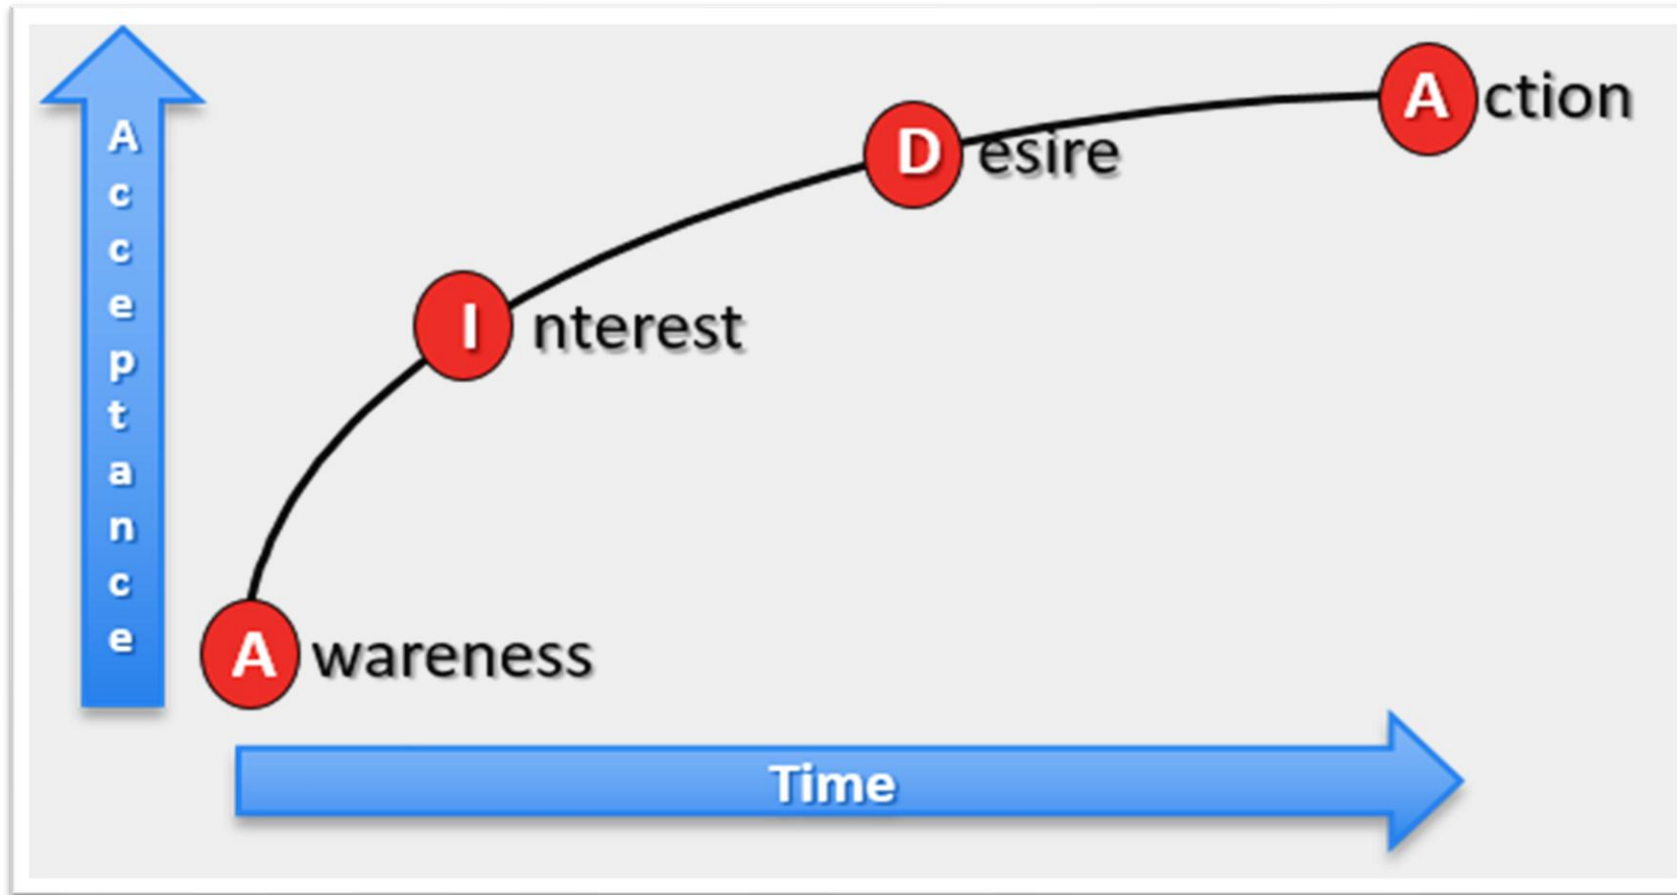 Acceptance
Action
Desire
Interest
Awareness
Time